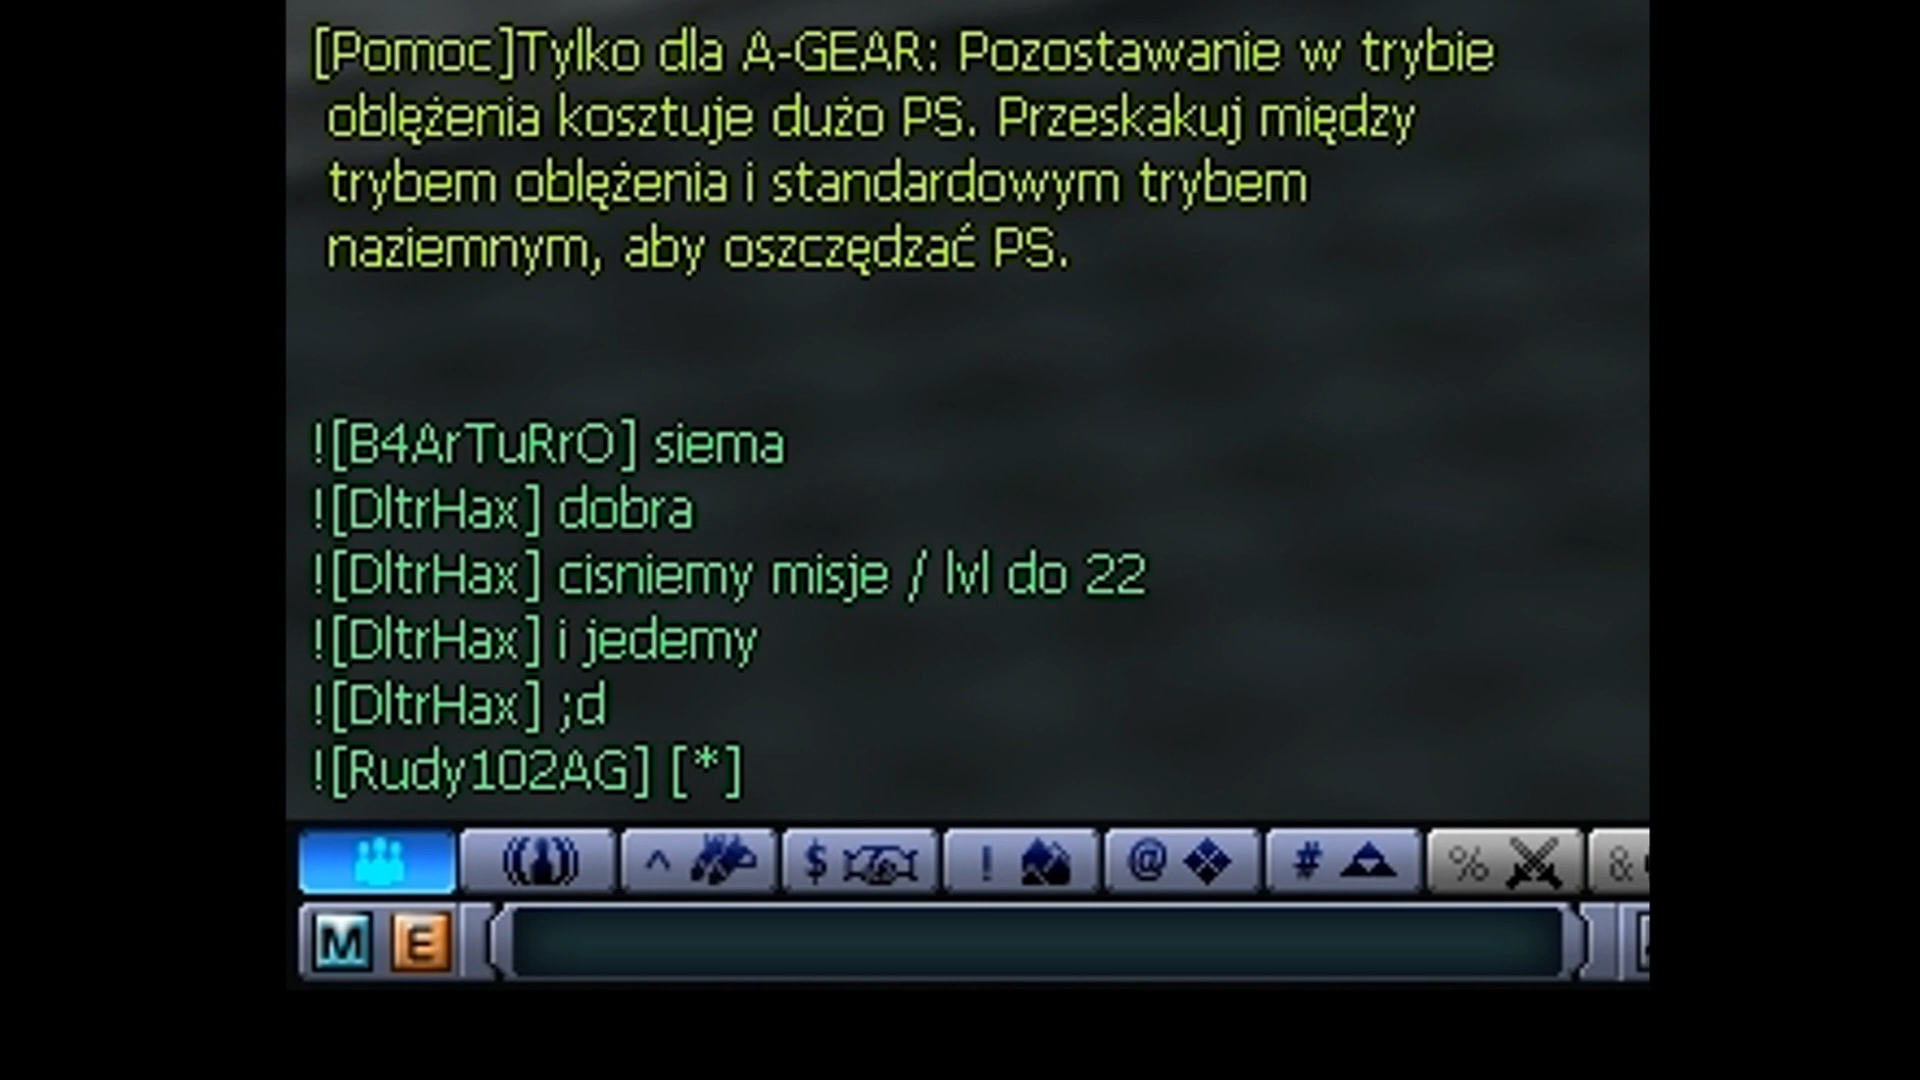 [Pomoc]Tylko dla A-GEAR: Pozostawanie w trybie
oblężenia kosztuje dużo PS. Przeskakuj między
trybem oblężenia i standardowym trybem
naziemnym, aby oszczędzać PS.
![B4ArTuRrO] siema
![DltrHax] dobra
![DltrHax] cisniemy misje / lvl do 22
![DltrHax] i jedemy
![DltrHax] ;d
![Rudy102AG] [*]
^ $ ! @ # % &
M E